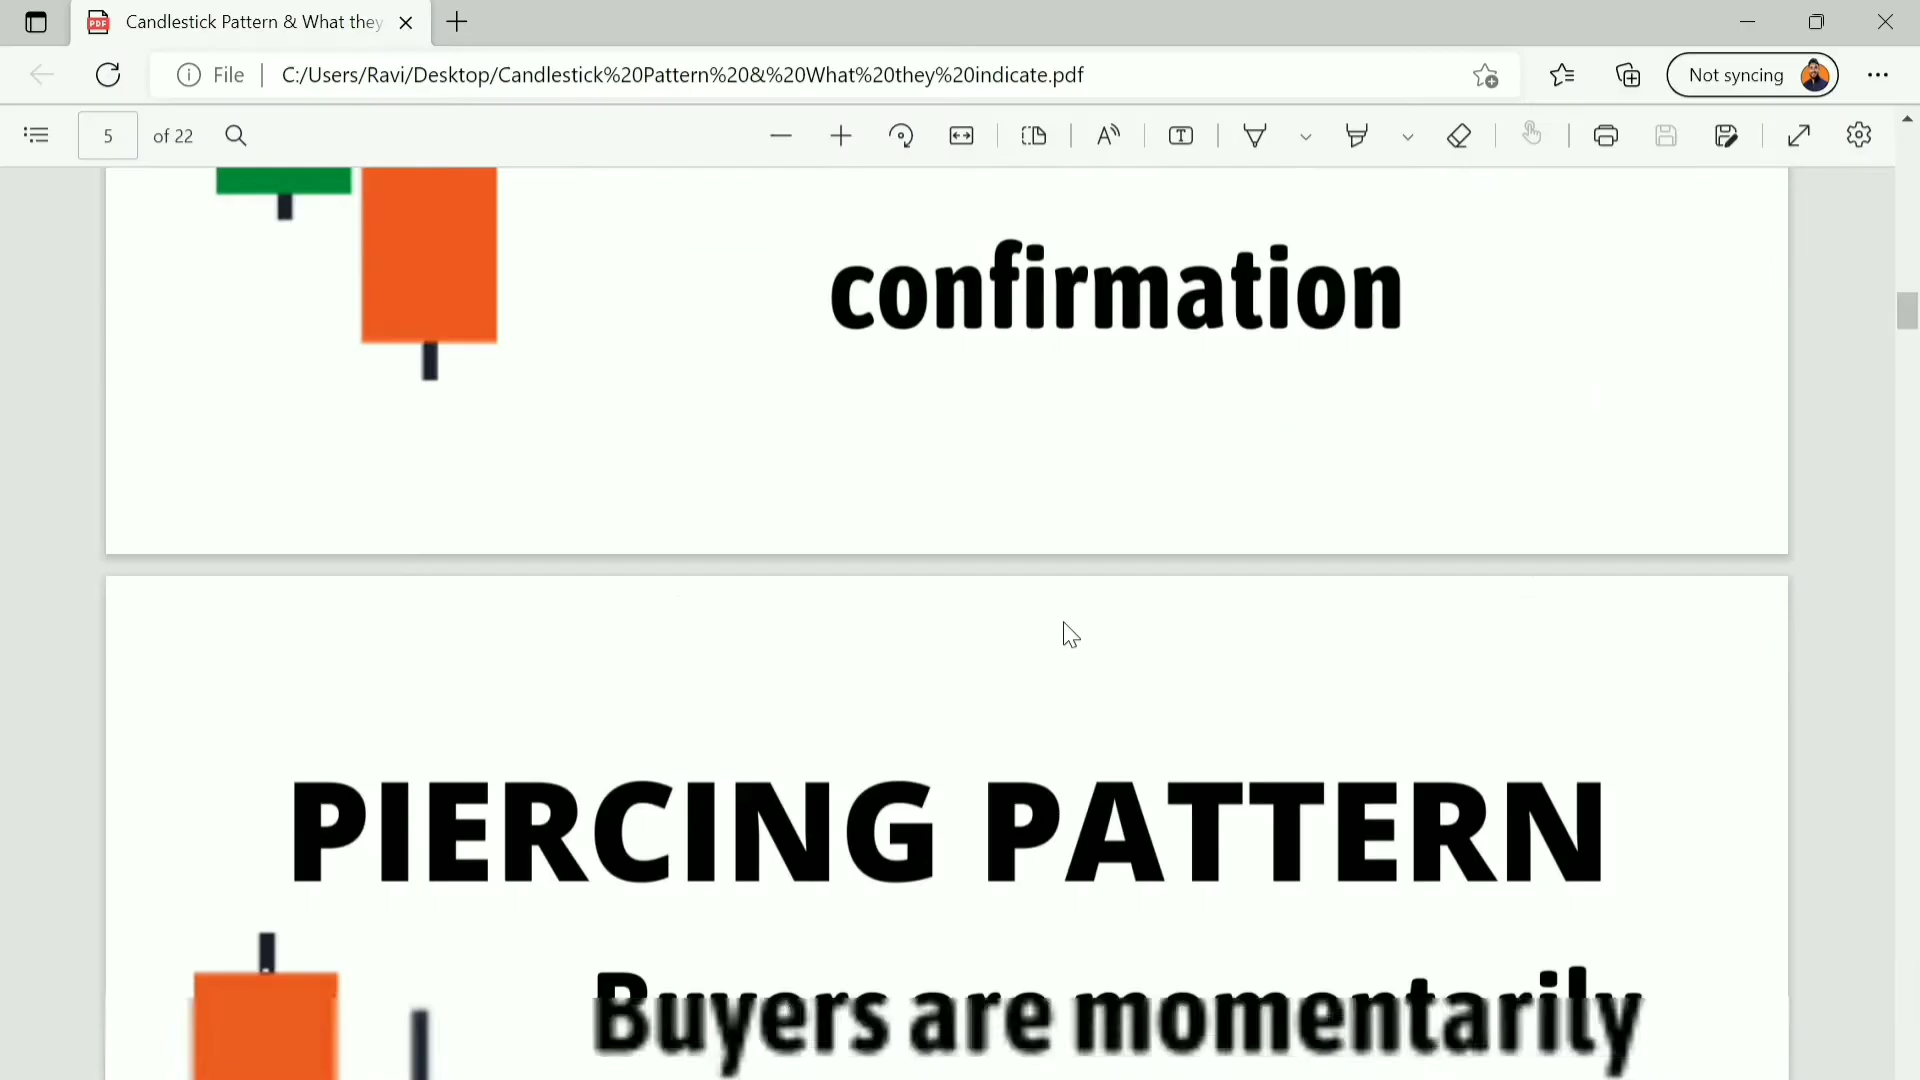 Candlestick Pattern & What they
File
C:/Users/Ravi/Desktop/Candlestick%20Pattern%20&%20What%20they%20indicate.pdf
Not syncing
5 of 22
confirmation
PIERCING PATTERN
Buyers are momentarily